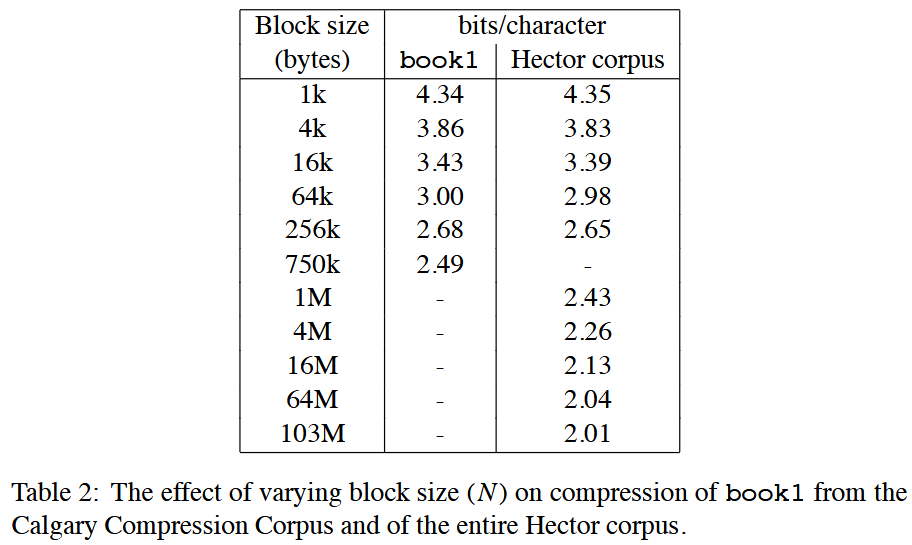 Block size bits/character
(bytes) book1 Hector corpus
1k 4.34 4.35
4k 3.86 3.83
16k 3.43 3.39
64k 3.00 2.98
256k 2.68 2.65
750k 2.49 -
1M - 2.43
4M - 2.26
16M - 2.13
64M - 2.04
103M - 2.01
Table 2: The effect of varying block size (N) on compression of book1 from the
Calgary Compression Corpus and of the entire Hector corpus.